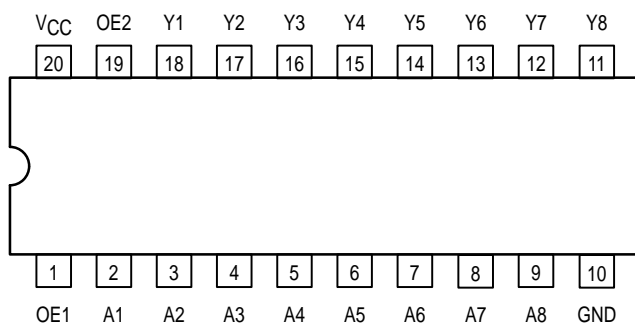 VCC OE2 Y1 Y2 Y3 Y4 Y5 Y6 Y7 Y8
20 19 18 17 16 15 14 13 12 11
1 2 3 4 5 6 7 8 9 10
OE1 A1 A2 A3 A4 A5 A6 A7 A8 GND